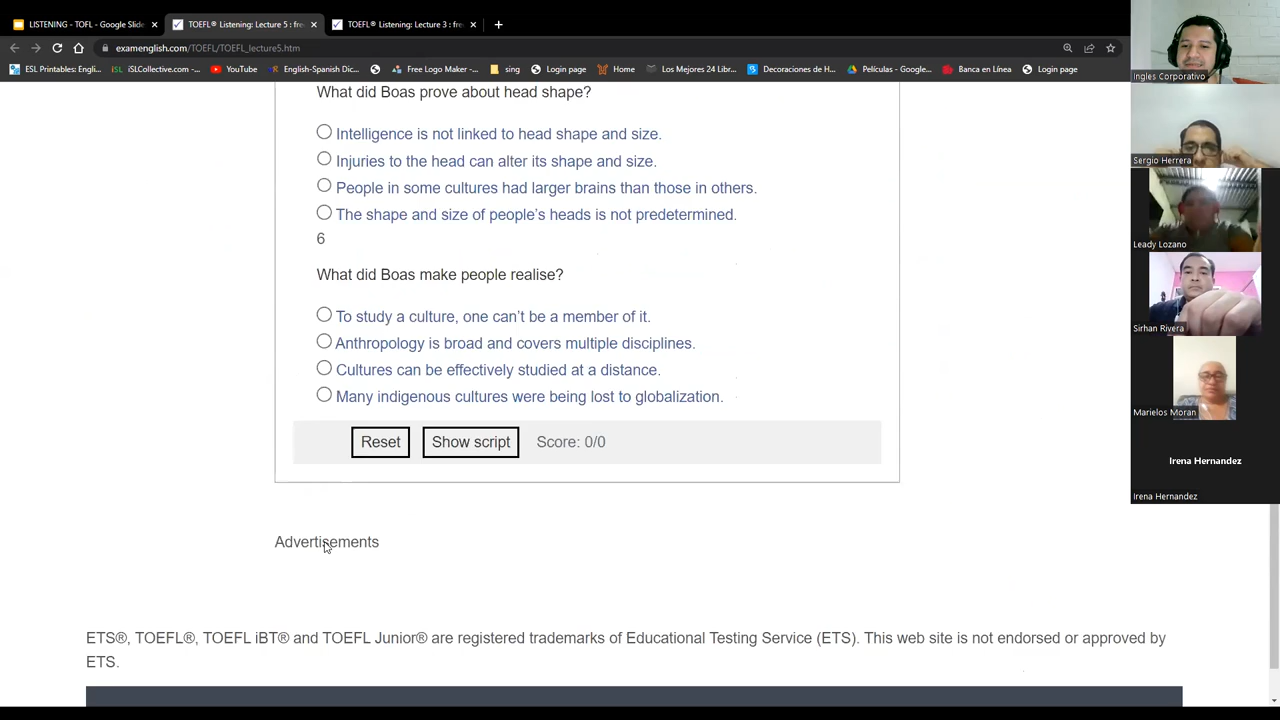 LISTENING - TOFL - Google Slide
TOEFL® Listening: Lecture 5 : fre
TOEFL® Listening: Lecture 3 : fre
examenglish.com/TOEFL/TOEFL_lecture5.htm
ESL Printables: Engli...
iSLCollective.com -...
YouTube
English-Spanish Dic...
Free Logo Maker -...
sing
Login page
Home
Los Mejores 24 Libr...
Decoraciones de H...
Películas - Google...
Banca en Línea
Login page
What did Boas prove about head shape?
Intelligence is not linked to head shape and size.
Injuries to the head can alter its shape and size.
People in some cultures had larger brains than those in others.
The shape and size of people's heads is not predetermined.
6
What did Boas make people realise?
To study a culture, one can't be a member of it.
Anthropology is broad and covers multiple disciplines.
Cultures can be effectively studied at a distance.
Many indigenous cultures were being lost to globalization.
Reset
Show script
Score: 0/0
Advertisements
ETS®, TOEFL®, TOEFL iBT® and TOEFL Junior® are registered trademarks of Educational Testing Service (ETS). This web site is not endorsed or approved by
ETS.
Ingles Corporativo
Sergio Herrera
Leady Lozano
Sirhan Rivera
Marielos Moran
Irena Hernandez
Irena Hernandez